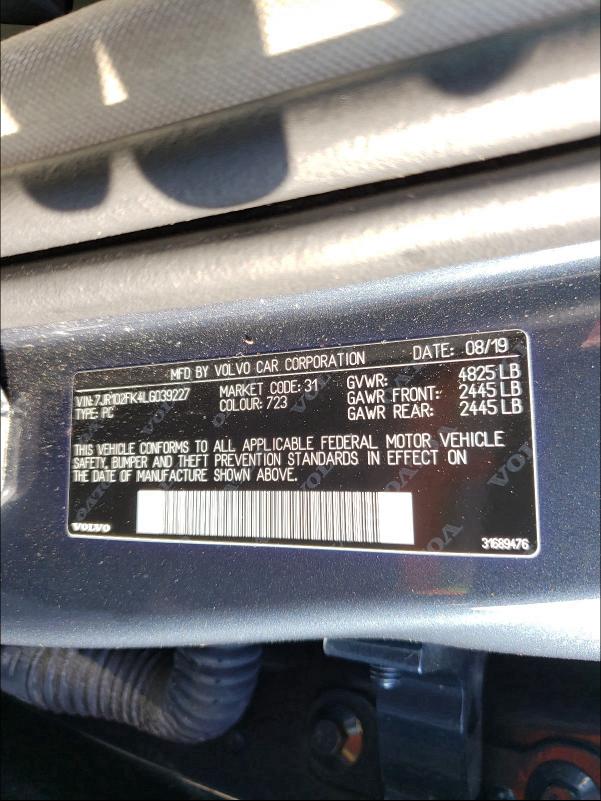 MFD BY VOLVO CAR CORPORATION DATE: 08/19
VIN:7JR102FK4LG039227 MARKET CODE: 31 GVWR: 4825 LB
TYPE: PC COLOUR: 723 GAWR FRONT: 2445 LB
GAWR REAR: 2445 LB
THIS VEHICLE CONFORMS TO ALL APPLICABLE FEDERAL MOTOR VEHICLE
SAFETY, BUMPER AND THEFT PREVENTION STANDARDS IN EFFECT ON
THE DATE OF MANUFACTURE SHOWN ABOVE.
VOLVO 31689476